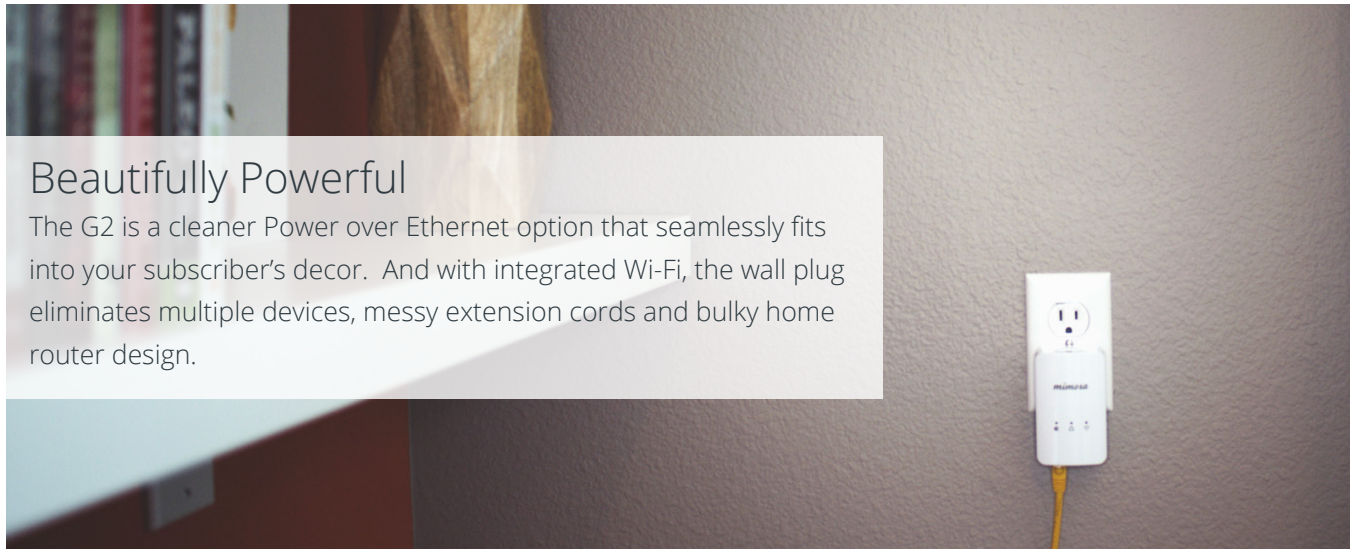 Beautifully Powerful
The G2 is a cleaner Power over Ethernet option that seamlessly fits
into your subscriber’s decor.  And with integrated Wi-Fi, the wall plug
eliminates multiple devices, messy extension cords and bulky home
router design.
mimosa